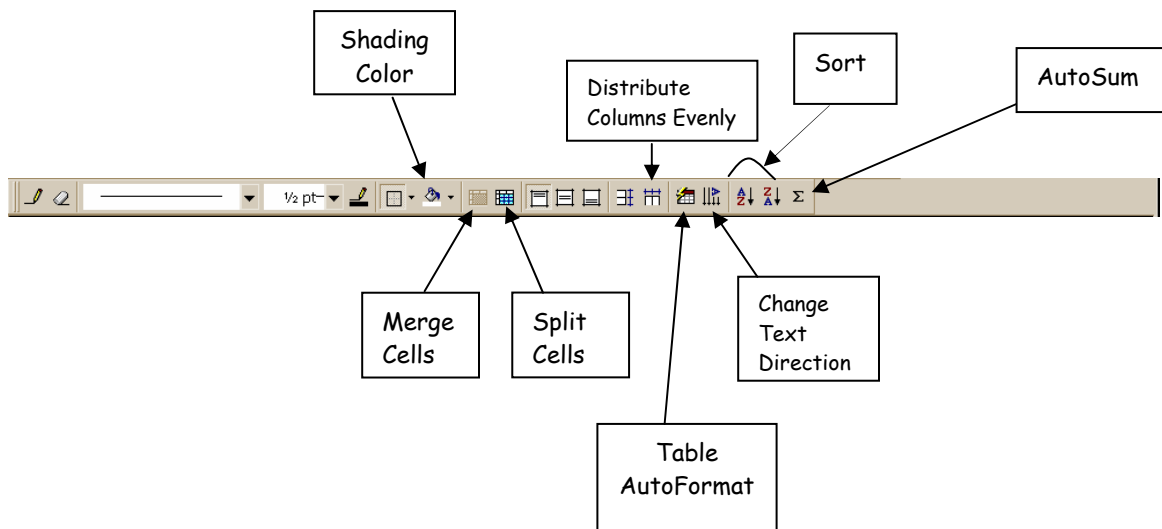 Shading
Color
Distribute
Columns Evenly
Sort
AutoSum
½ pt
A
Z
Z
A
Σ
Merge
Cells
Split
Cells
Change
Text
Direction
Table
AutoFormat